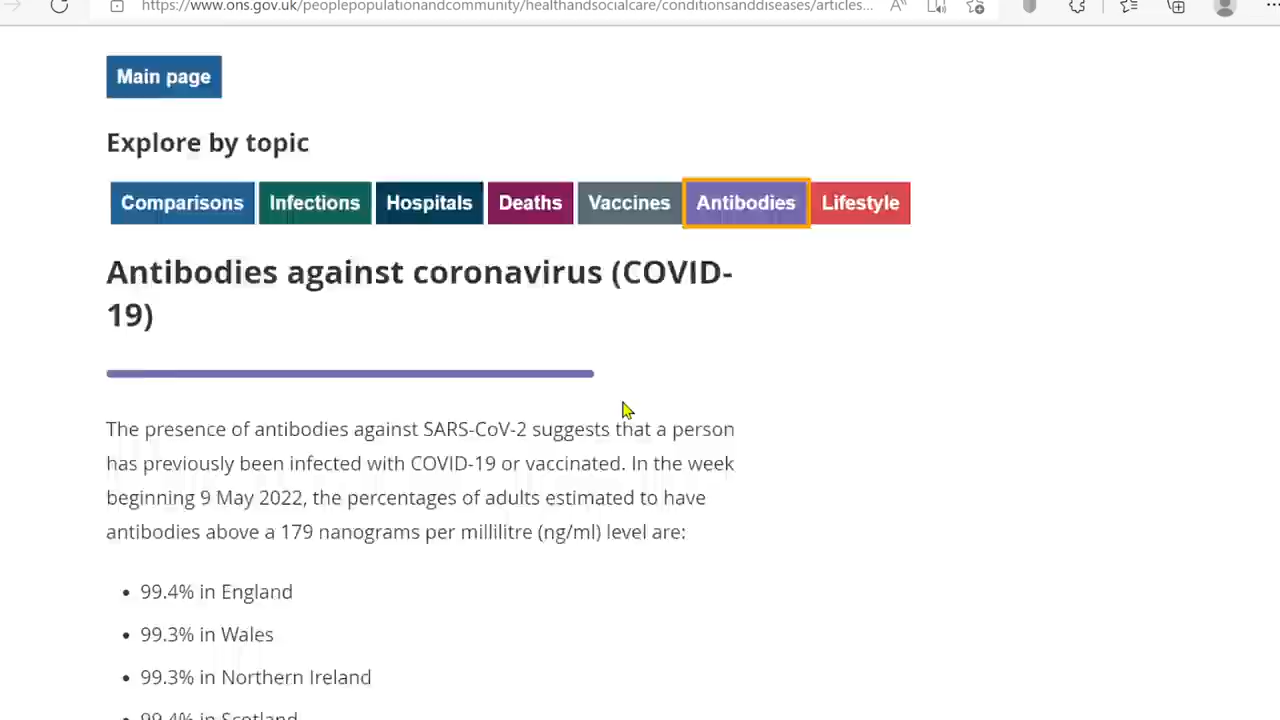 https://www.ons.gov.uk/peoplepopulationandcommunity/healthandsocialcare/conditionsanddiseases/articles...
Main page
Explore by topic
Comparisons Infections Hospitals Deaths Vaccines Antibodies Lifestyle
Antibodies against coronavirus (COVID-
19)
The presence of antibodies against SARS-CoV-2 suggests that a person
has previously been infected with COVID-19 or vaccinated. In the week
beginning 9 May 2022, the percentages of adults estimated to have
antibodies above a 179 nanograms per millilitre (ng/ml) level are:
• 99.4% in England
• 99.3% in Wales
• 99.3% in Northern Ireland
• 99.4% in Scotland